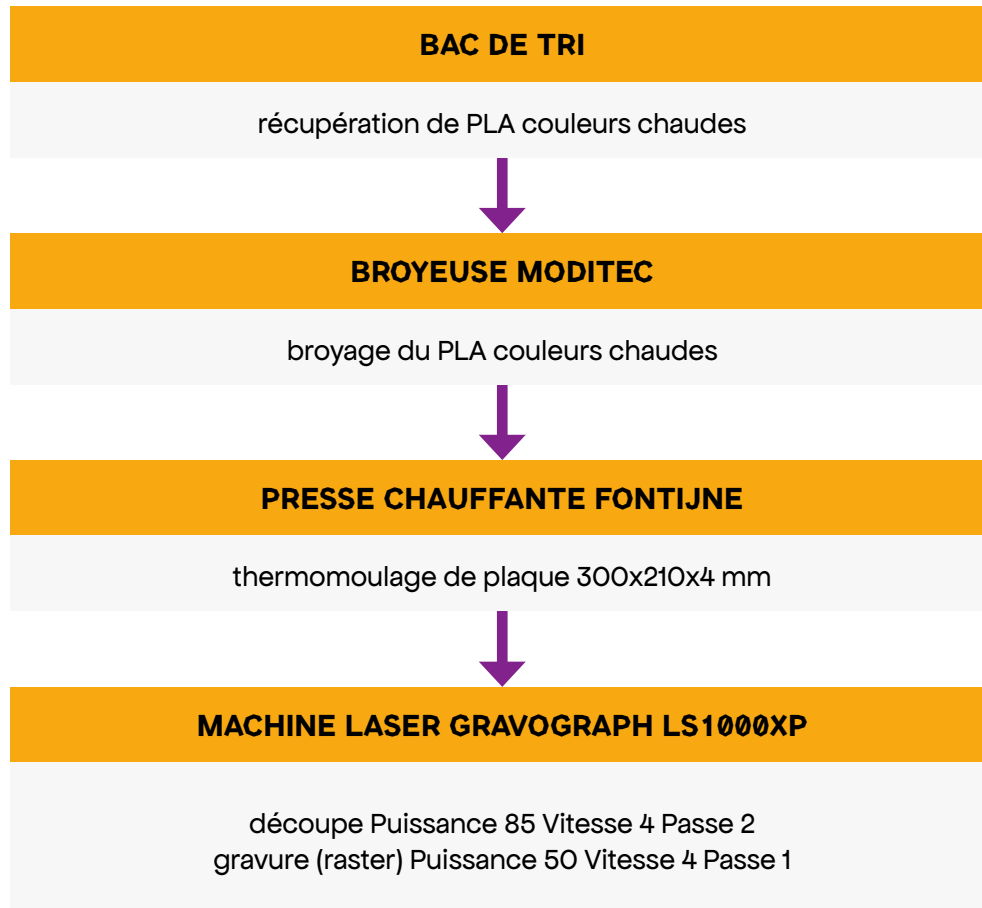 BAC DE TRI
récupération de PLA couleurs chaudes
BROYEUSE MODITEC
broyage du PLA couleurs chaudes
PRESSE CHAUFFANTE FONTIJNE
thermomoulage de plaque 300x210x4 mm
MACHINE LASER GRAVOGRAPH LS1000XP
découpe Puissance 85 Vitesse 4 Passe 2
gravure (raster) Puissance 50 Vitesse 4 Passe 1